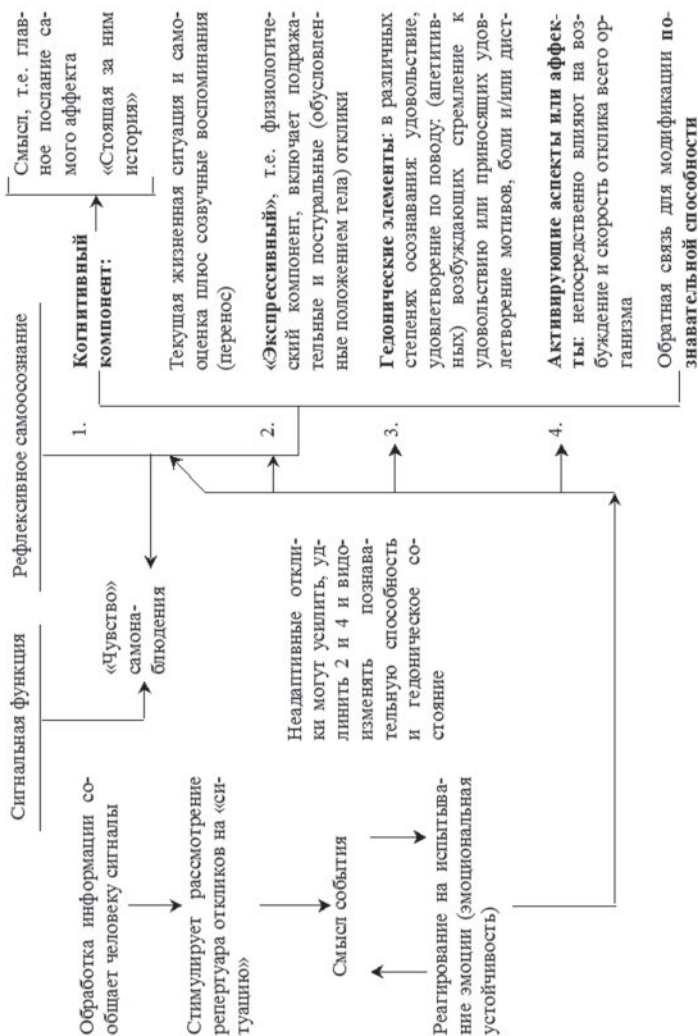 Сигнальная функция
Рефлексивное самоосознание
Обработка информации со-
общает человеку сигналы
Стимулирует рассмотрение
репертуара откликов на «си-
туацию»
Смысл события
Реагирование на испытыва-
ние эмоции (эмоциональная
устойчивость)
«Чувство»
самона-
блюдения
Неадаптивные откли-
ки могут усилить, уд-
линить 2 и 4 и видо-
изменять познава-
тельную способность
и гедоническое со-
стояние
1.
Когнитивный
компонент:
Смысл, т.е. глав-
ное послание са-
мого аффекта
«Стоящая за ним
история»
Текущая жизненная ситуация и само-
оценка плюс созвучные воспоминания
(перенос)
2.
«Экспрессивный», т.е. физиологиче-
ский компонент, включает подража-
тельные и постуральные (обусловлен-
ные положением тела) отклики
3.
Гедонические элементы: в различных
степенях осознавания: удовольствие,
удовлетворение по поводу: (апетитив-
ных) возбуждающих стремление к
удовольствию или приносящих удов-
летворение мотивов, боли и/или дист-
4.
Активирующие аспекты или аффек-
ты: непосредственно влияют на воз-
буждение и скорость отклика всего ор-
ганизма
Обратная связь для модификации по-
знавательной способности